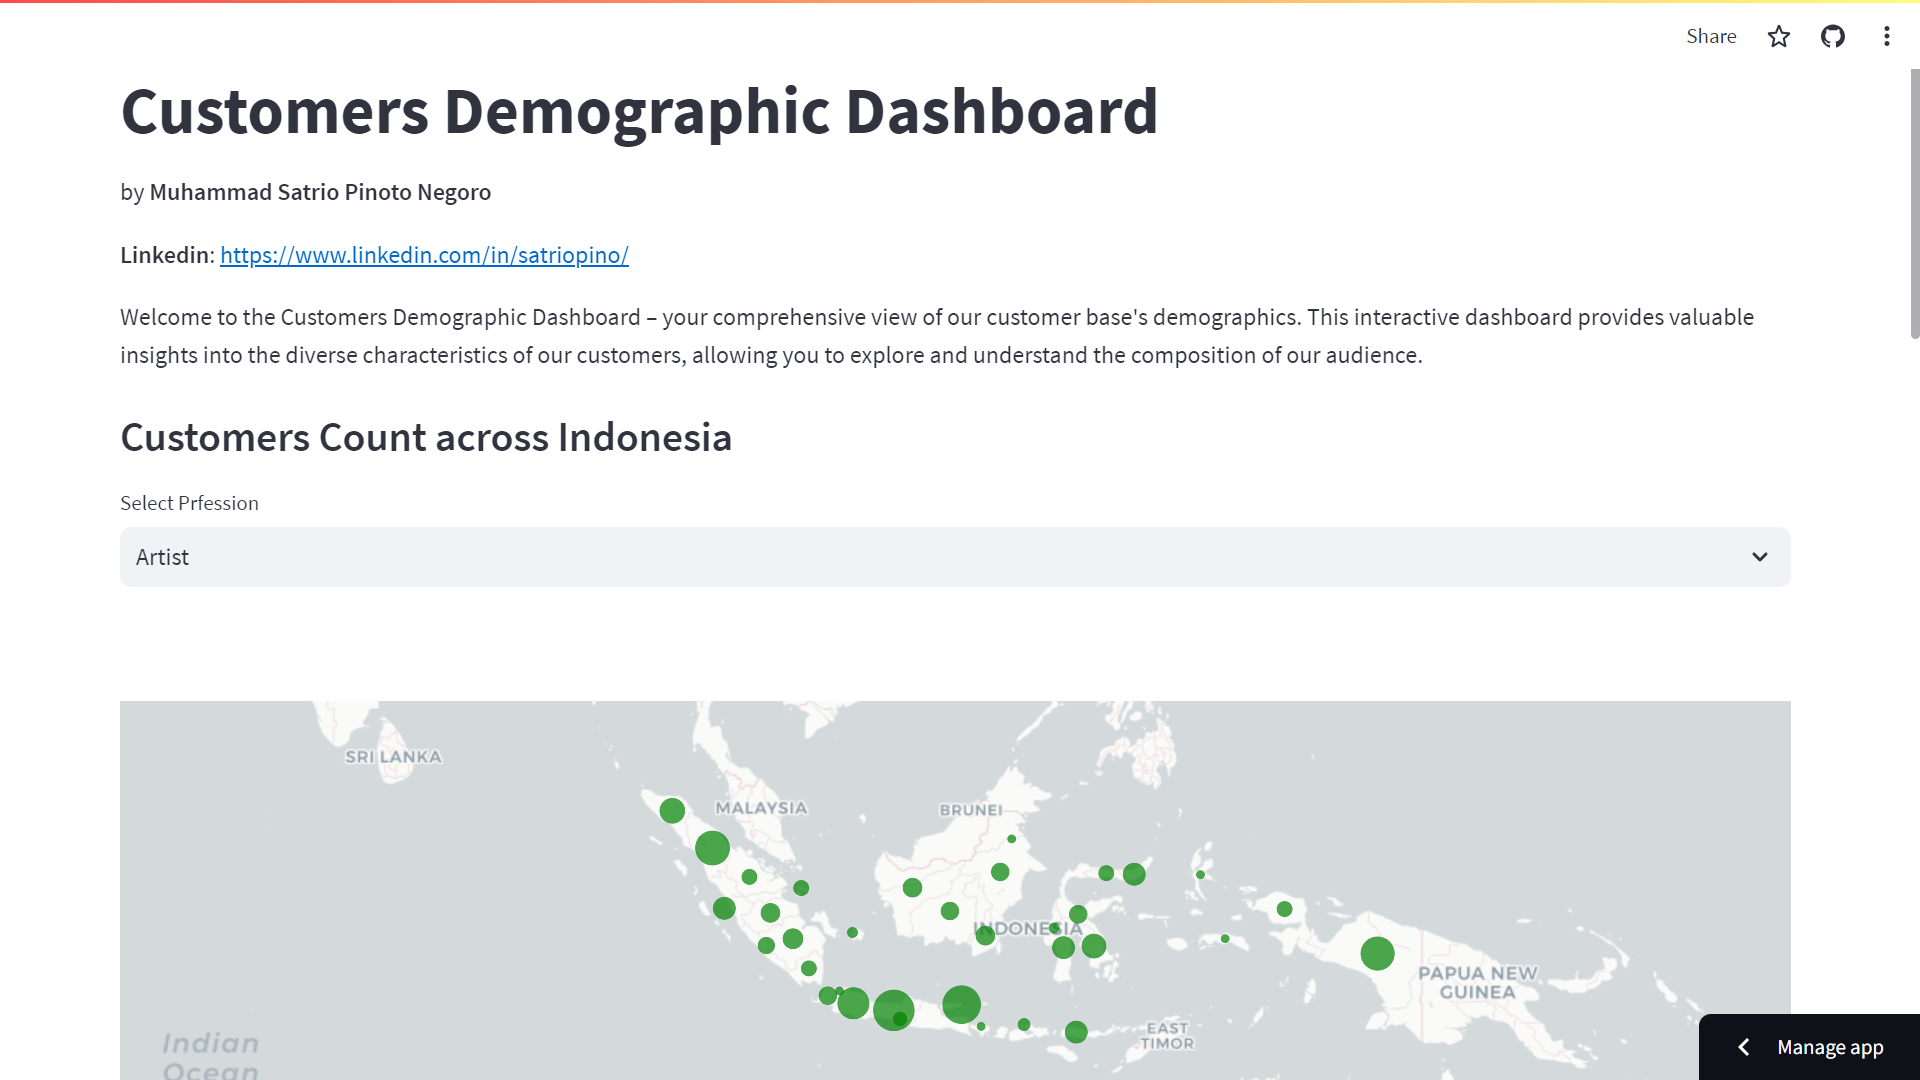 Share
Customers Demographic Dashboard
by Muhammad Satrio Pinoto Negoro
Linkedin: https://www.linkedin.com/in/satriopino/
Welcome to the Customers Demographic Dashboard – your comprehensive view of our customer base's demographics. This interactive dashboard provides valuable
insights into the diverse characteristics of our customers, allowing you to explore and understand the composition of our audience.
Customers Count across Indonesia
Select Prfession
Artist
SRI LANKA
MALAYSIA
BRUNEI
INDONESIA
PAPUA NEW
GUINEA
EAST
TIMOR
Indian
Ocean
Manage app